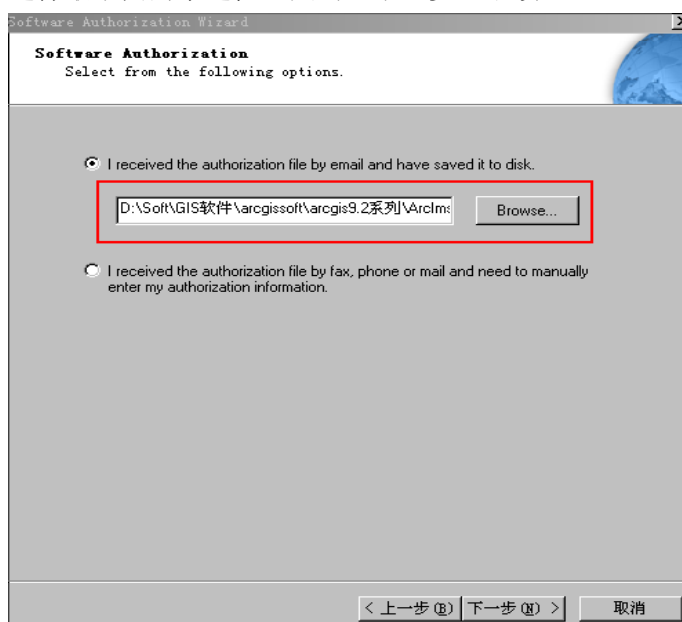 Software Authorization Wizard
Software Authorization
Select from the following options.
I received the authorization file by email and have saved it to disk.
D:\Soft\GIS软件\arcgissoft\arcgis9.2系列\ArcIms
Browse...
I received the authorization file by fax, phone or mail and need to manually
enter my authorization information.
< 上一步(B)
下一步(N) >
取消